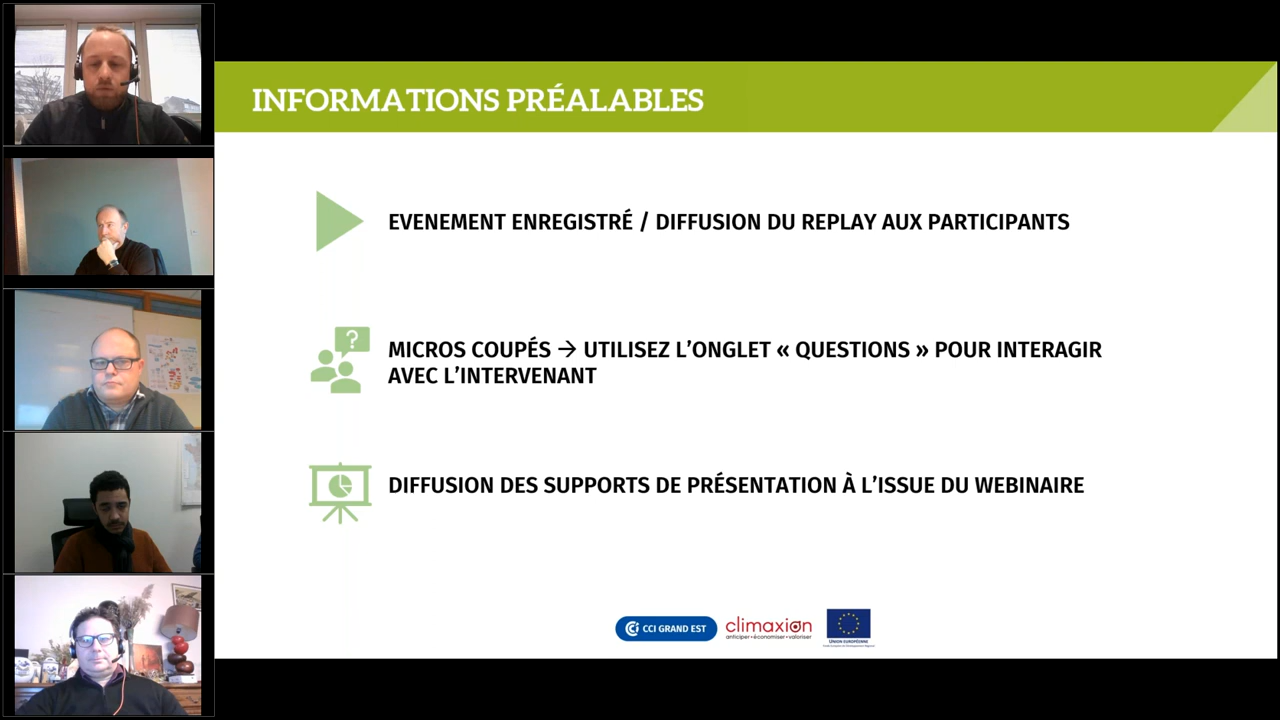 INFORMATIONS PRÉALABLES
EVENEMENT ENREGISTRÉ / DIFFUSION DU REPLAY AUX PARTICIPANTS
?
MICROS COUPÉS → UTILISEZ L’ONGLET « QUESTIONS » POUR INTERAGIR
AVEC L’INTERVENANT
DIFFUSION DES SUPPORTS DE PRÉSENTATION À L’ISSUE DU WEBINAIRE
CCI GRAND EST
climaxion
anticiper • économiser • valoriser
UNION EUROPÉENNE